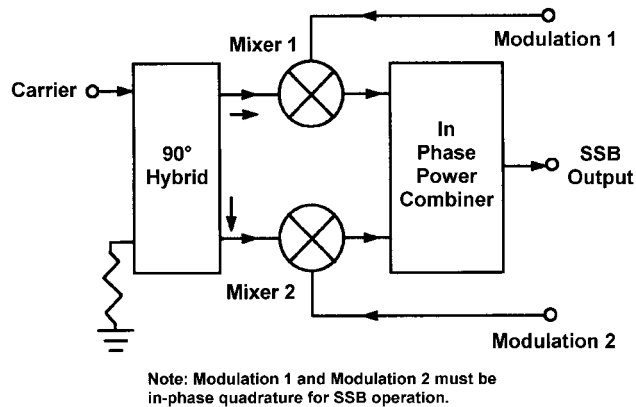 Mixer 1
Modulation 1
Carrier
90°
Hybrid
In
Phase
Power
Combiner
SSB
Output
Mixer 2
Modulation 2
Note: Modulation 1 and Modulation 2 must be
in-phase quadrature for SSB operation.